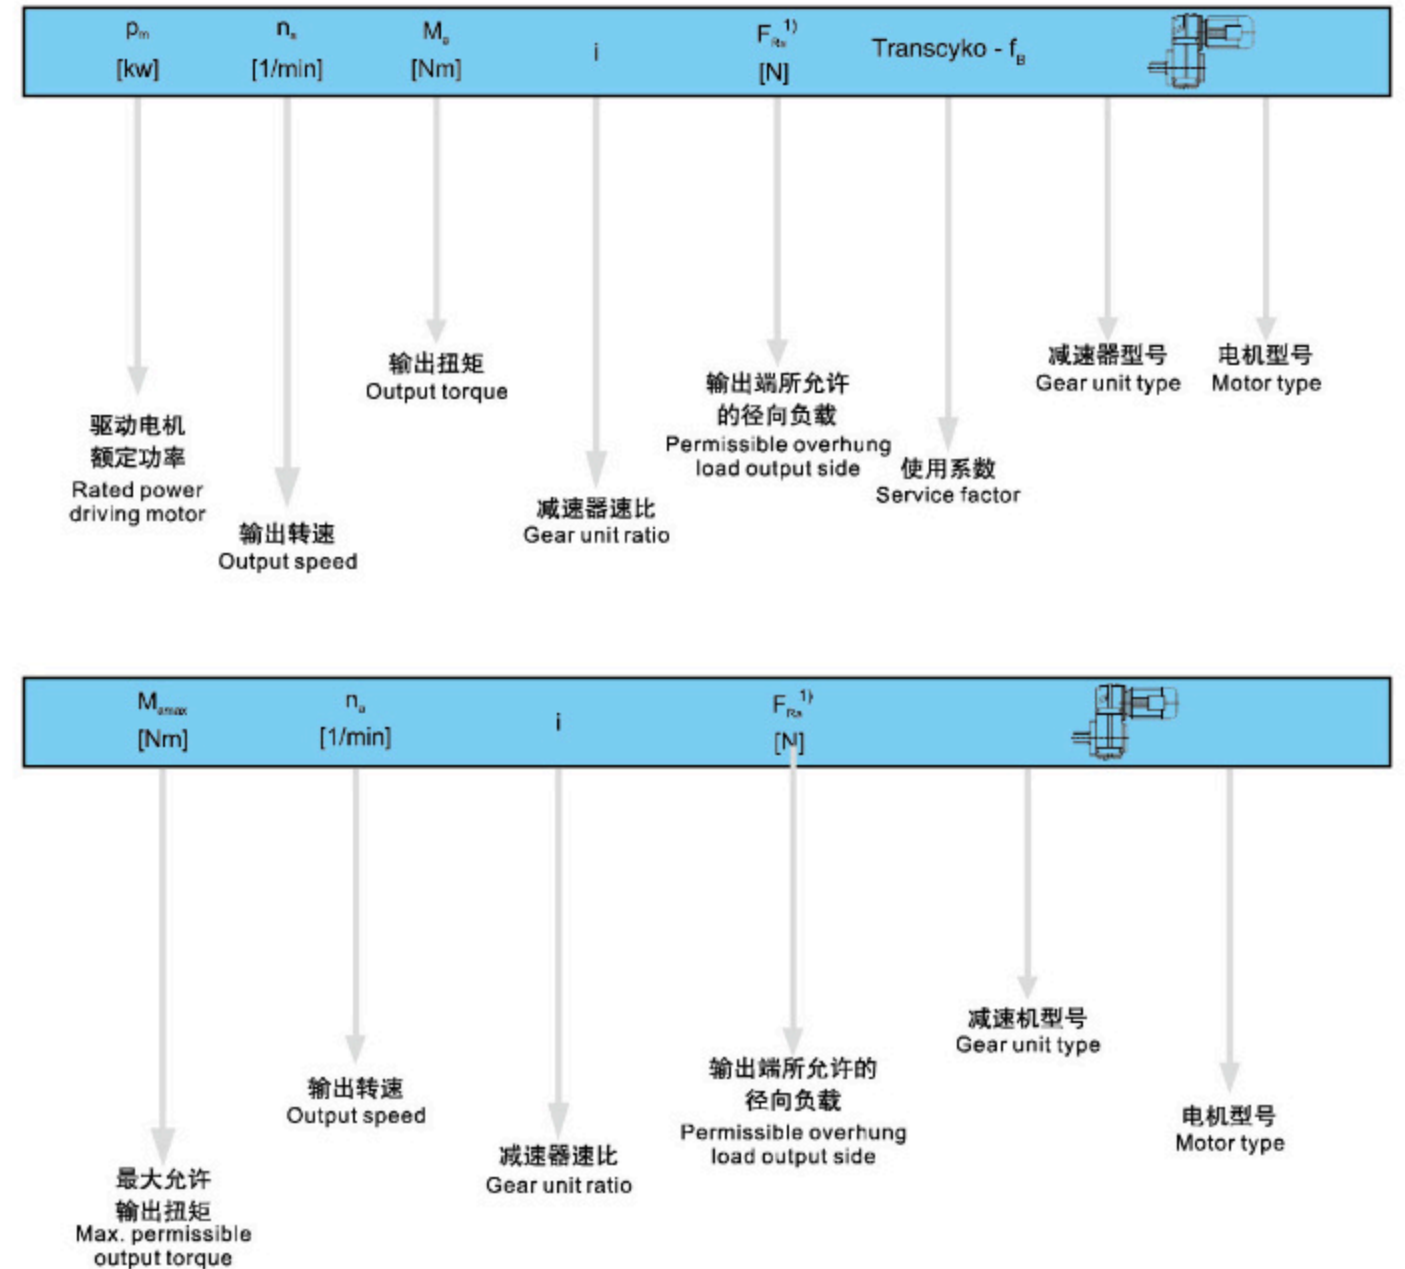 Pm nₐ Mₐ i F_Ra 1) Transcyko - f_B
[kw] [1/min] [Nm] [N]
驱动电机
额定功率
Rated power
driving motor
输出转速
Output speed
输出扭矩
Output torque
减速器速比
Gear unit ratio
输出端所允许
的径向负载
Permissible overhung
load output side
使用系数
Service factor
减速器型号
Gear unit type
电机型号
Motor type
Mamax nₐ i F_Ra 1)
[Nm] [1/min] [N]
最大允许
输出扭矩
Max. permissible
output torque
输出转速
Output speed
减速器速比
Gear unit ratio
输出端所允许的
径向负载
Permissible overhung
load output side
减速机型号
Gear unit type
电机型号
Motor type